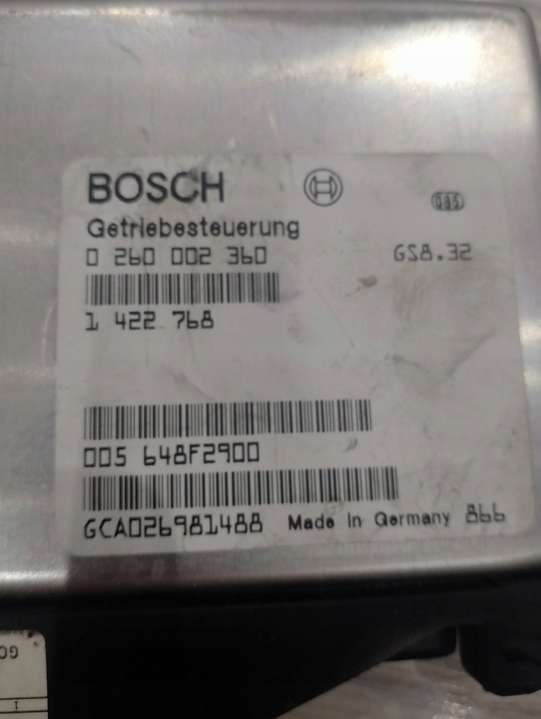 BOSCH
Getriebesteuerung
0 260 002 360 GS8.32
1 422 768
005 648F2900
GCA026981488 Made in Germany 866